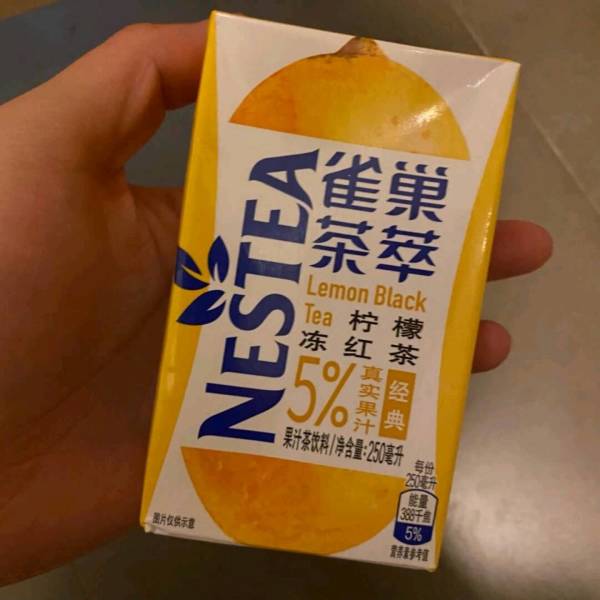 NESTEA
雀巢
茶萃
Lemon Black
Tea 柠檬
冻红茶
5%
真实果汁
经典
果汁茶饮料/净含量:250毫升
每份
250毫升
能量
388千焦
5%
营养素参考值
图片仅供示意